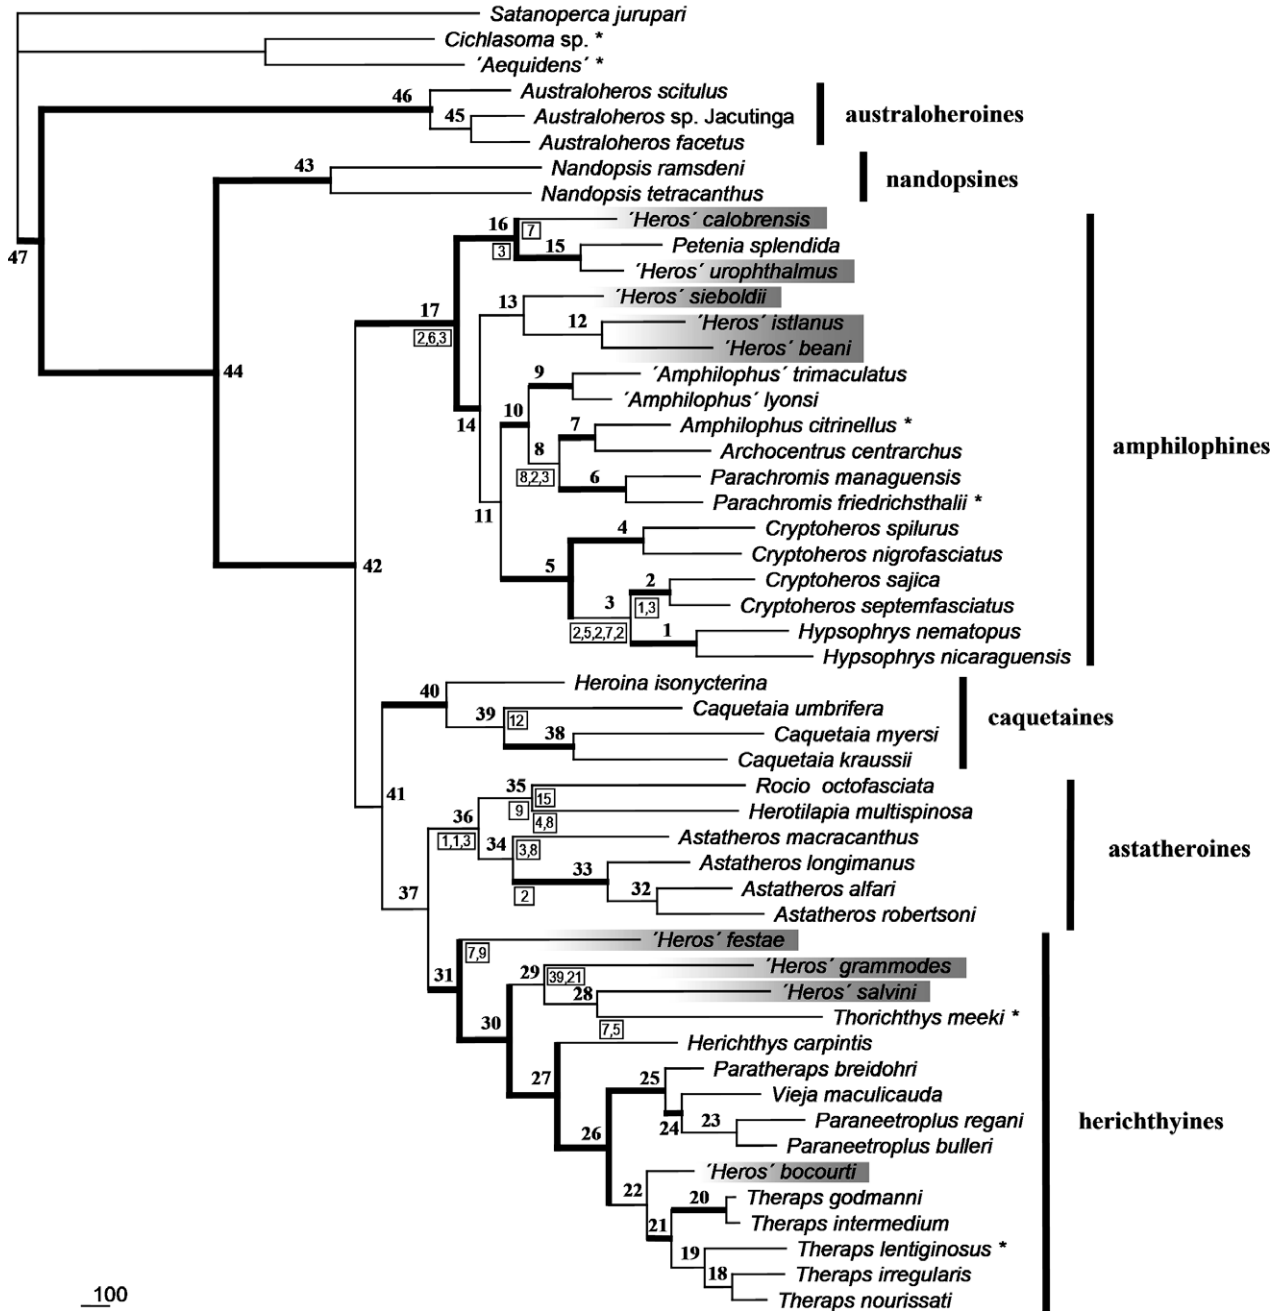 Satanoperca jurupari
Cichlasoma sp. *
´Aequidens´ *
46
Australoheros scitulus
45
Australoheros sp. Jacutinga
australoheroines
Australoheros facetus
43
Nandopsis ramsdeni
nandopsines
Nandopsis tetracanthus
16
7
´Heros´ calobrensis
47
3
15
Petenia splendida
´Heros´ urophthalmus
17
2,6,3
13
´Heros´ sieboldii
12
´Heros´ istlanus
´Heros´ beani
44
9
´Amphilophus´ trimaculatus
´Amphilophus´ lyonsi
14
10
7
Amphilophus citrinellus *
8
Archocentrus centrarchus
amphilophines
8,2,3
6
Parachromis managuensis
Parachromis friedrichsthalii *
11
4
Cryptoheros spilurus
Cryptoheros nigrofasciatus
42
5
2
Cryptoheros sajica
3
1,3
Cryptoheros septemfasciatus
2,5,2,7,2
1
Hypsophrys nematopus
Hypsophrys nicaraguensis
40
Heroina isonycterina
39
12
Caquetaia umbrifera
caquetaines
38
Caquetaia myersi
Caquetaia kraussii
41
35
15
Rocio octofasciata
36
9
4,8
Herotilapia multispinosa
1,1,3
34
3,8
Astatheros macracanthus
astatheroines
33
Astatheros longimanus
37
2
32
Astatheros alfari
Astatheros robertsoni
31
7,9
´Heros´ festae
29
39,21
´Heros´ grammodes
28
´Heros´ salvini
30
7,5
Thorichthys meeki *
27
Herichthys carpintis
25
Paratheraps breidohri
Vieja maculicauda
24
23
Paraneetroplus regani
herichthyines
26
Paraneetroplus bulleri
22
´Heros´ bocourti
20
Theraps godmanni
21
Theraps intermedium
19
Theraps lentiginosus *
18
Theraps irregularis
100
Theraps nourissati